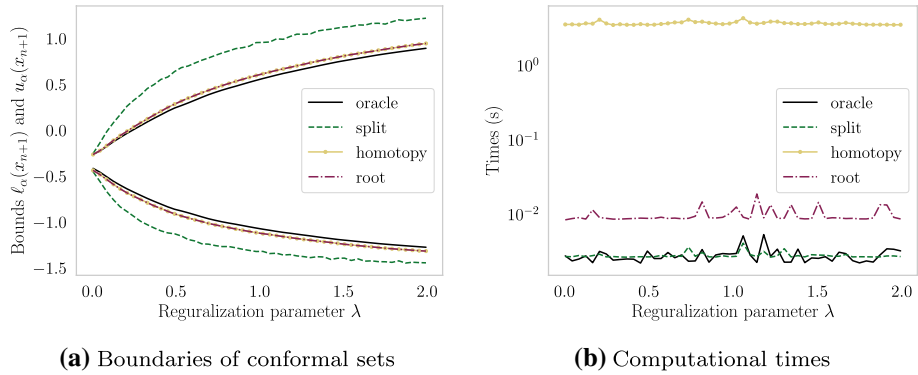 Bounds ℓα(xn+1) and uα(xn+1)
1.0
0.5
0.0
−0.5
−1.0
−1.5
oracle
split
homotopy
root
0.0 0.5 1.0 1.5 2.0
Reguralization parameter λ
(a) Boundaries of conformal sets
Times (s)
10^0
10^−1
10^−2
oracle
split
homotopy
root
0.0 0.5 1.0 1.5 2.0
Reguralization parameter λ
(b) Computational times